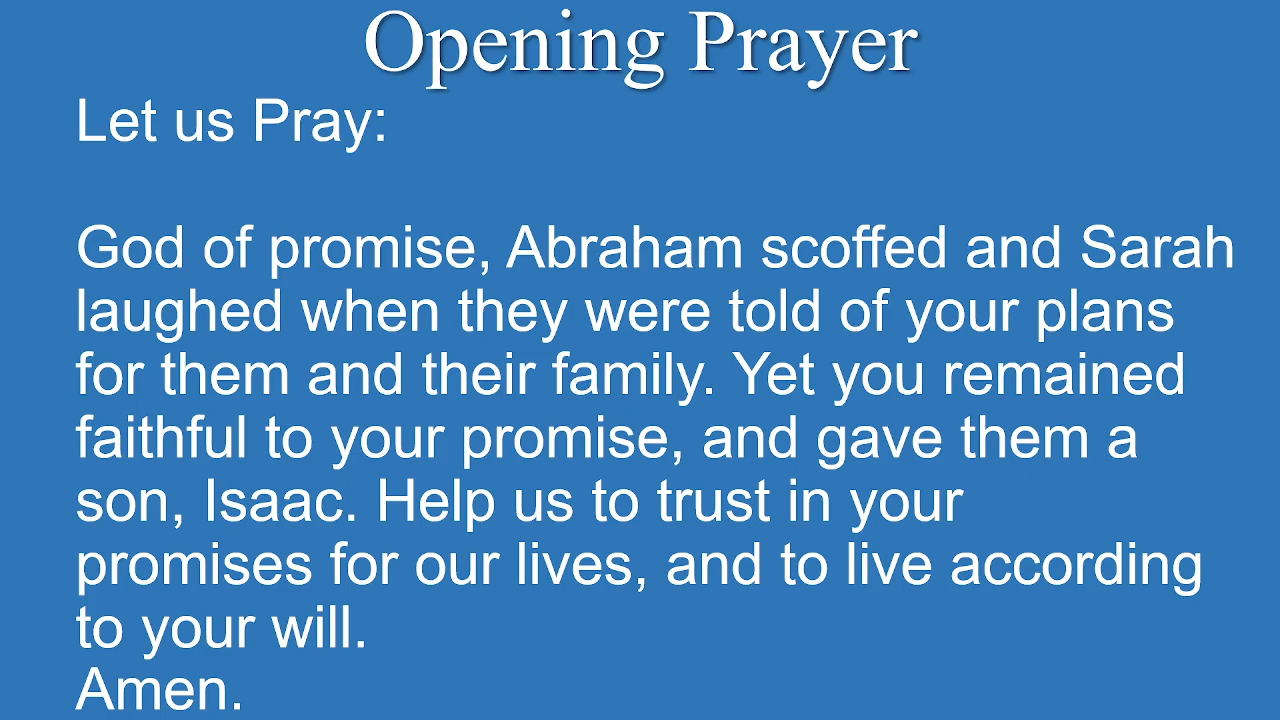 Opening Prayer
Let us Pray:
God of promise, Abraham scoffed and Sarah
laughed when they were told of your plans
for them and their family. Yet you remained
faithful to your promise, and gave them a
son, Isaac. Help us to trust in your
promises for our lives, and to live according
to your will.
Amen.